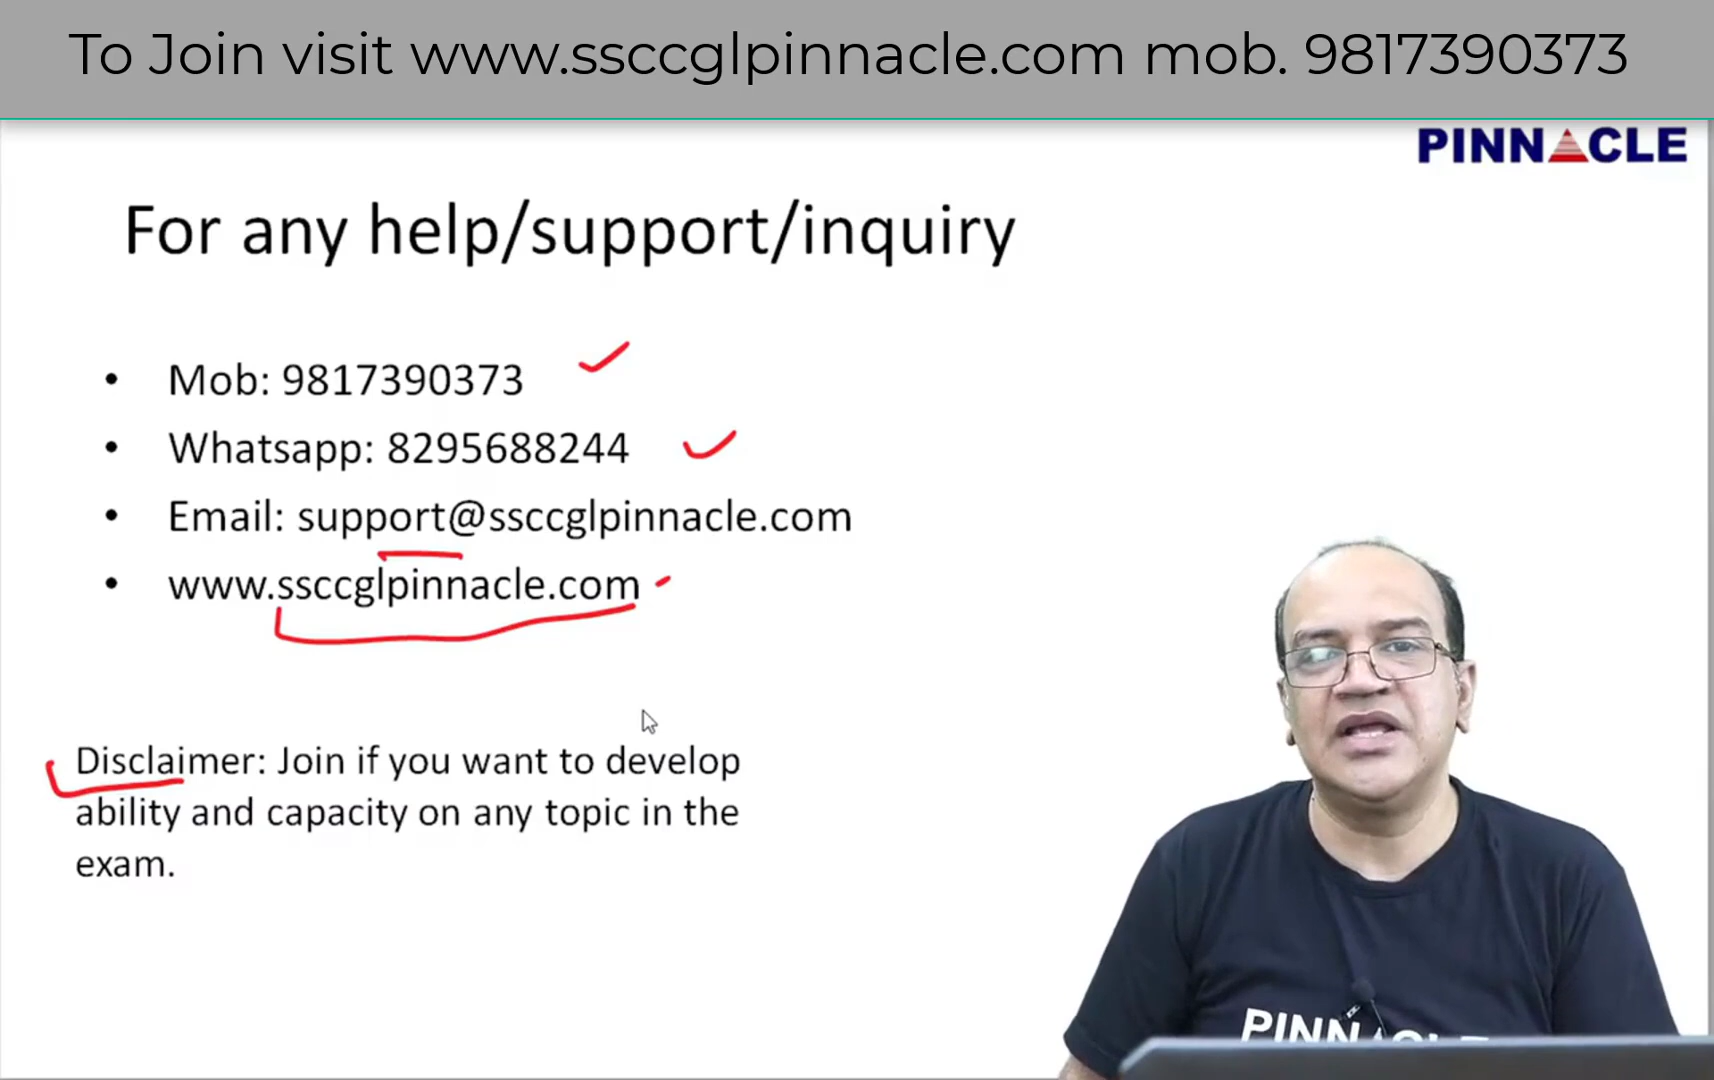 To Join visit www.ssccglpinnacle.com mob. 9817390373
PINNACLE
For any help/support/inquiry
• Mob: 9817390373
• Whatsapp: 8295688244
• Email: support@ssccglpinnacle.com
• www.ssccglpinnacle.com
Disclaimer: Join if you want to develop
ability and capacity on any topic in the
exam.
PINNACLE